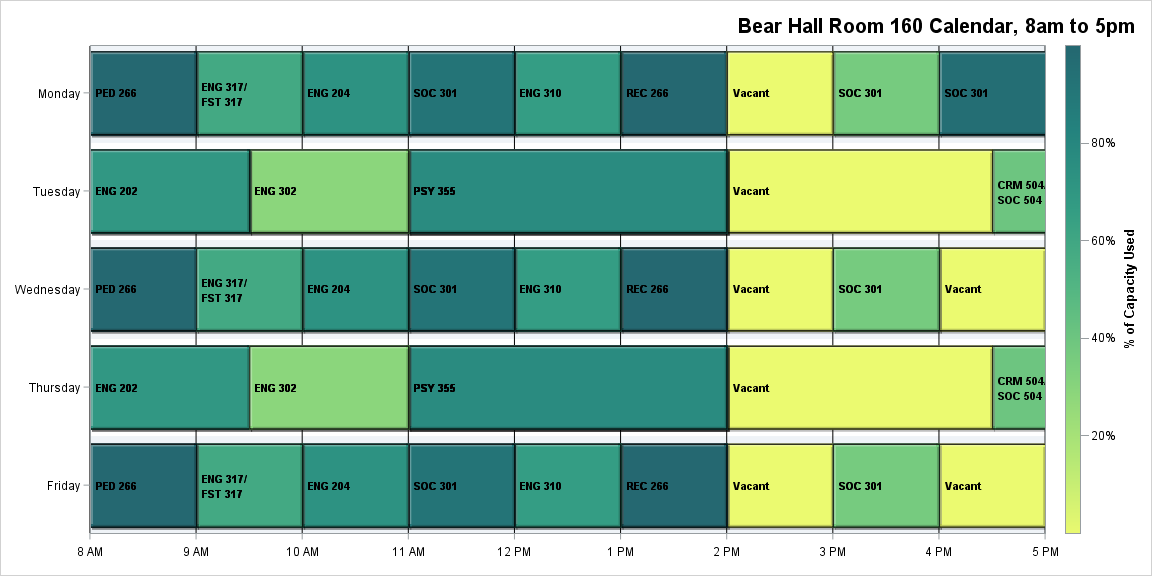 Bear Hall Room 160 Calendar, 8am to 5pm
Monday
PED 266
ENG 317/
FST 317
ENG 204
SOC 301
ENG 310
REC 266
Vacant
SOC 301
SOC 301
Tuesday
ENG 202
ENG 302
PSY 355
Vacant
CRM 504/
SOC 504
Wednesday
PED 266
ENG 317/
FST 317
ENG 204
SOC 301
ENG 310
REC 266
Vacant
SOC 301
Vacant
Thursday
ENG 202
ENG 302
PSY 355
Vacant
CRM 504/
SOC 504
Friday
PED 266
ENG 317/
FST 317
ENG 204
SOC 301
ENG 310
REC 266
Vacant
SOC 301
Vacant
8 AM
9 AM
10 AM
11 AM
12 PM
1 PM
2 PM
3 PM
4 PM
5 PM
80%
60%
40%
20%
% of Capacity Used